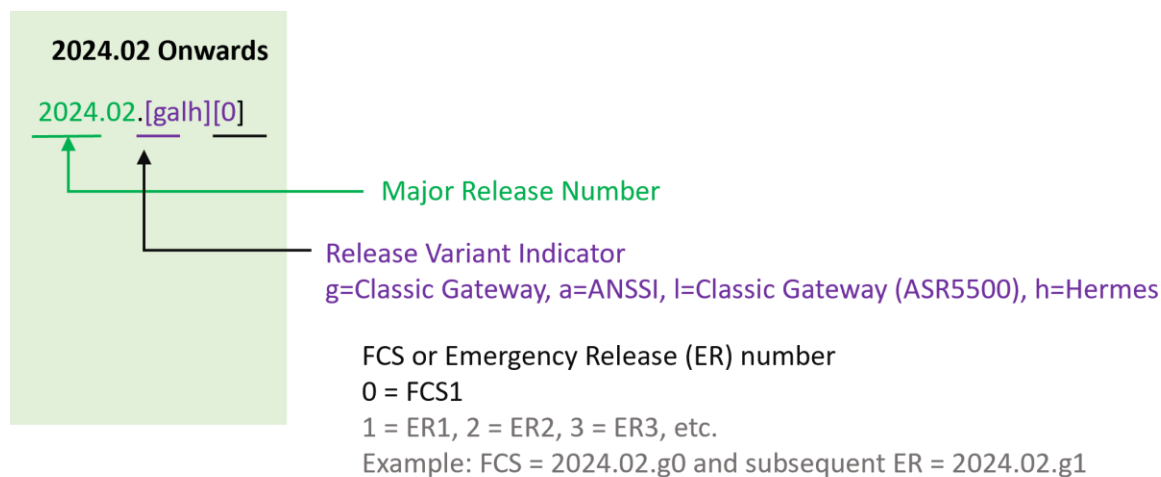 2024.02 Onwards
2024.02.[galh][0]
Major Release Number
Release Variant Indicator
g=Classic Gateway, a=ANSSI, l=Classic Gateway (ASR5500), h=Hermes
FCS or Emergency Release (ER) number
0 = FCS1
1 = ER1, 2 = ER2, 3 = ER3, etc.
Example: FCS = 2024.02.g0 and subsequent ER = 2024.02.g1